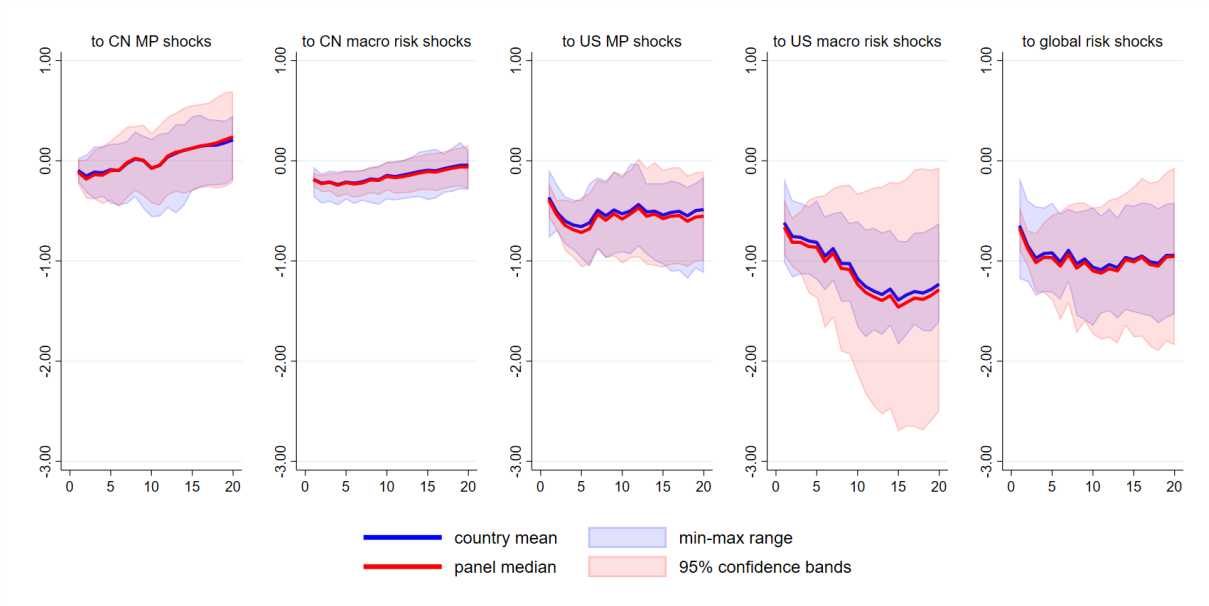 to CN MP shocks
to CN macro risk shocks
to US MP shocks
to US macro risk shocks
to global risk shocks
1.00
0.00
-1.00
-2.00
-3.00
1.00
0.00
-1.00
-2.00
-3.00
1.00
0.00
-1.00
-2.00
-3.00
1.00
0.00
-1.00
-2.00
-3.00
1.00
0.00
-1.00
-2.00
-3.00
0 5 10 15 20
0 5 10 15 20
0 5 10 15 20
0 5 10 15 20
0 5 10 15 20
country mean
min-max range
panel median
95% confidence bands